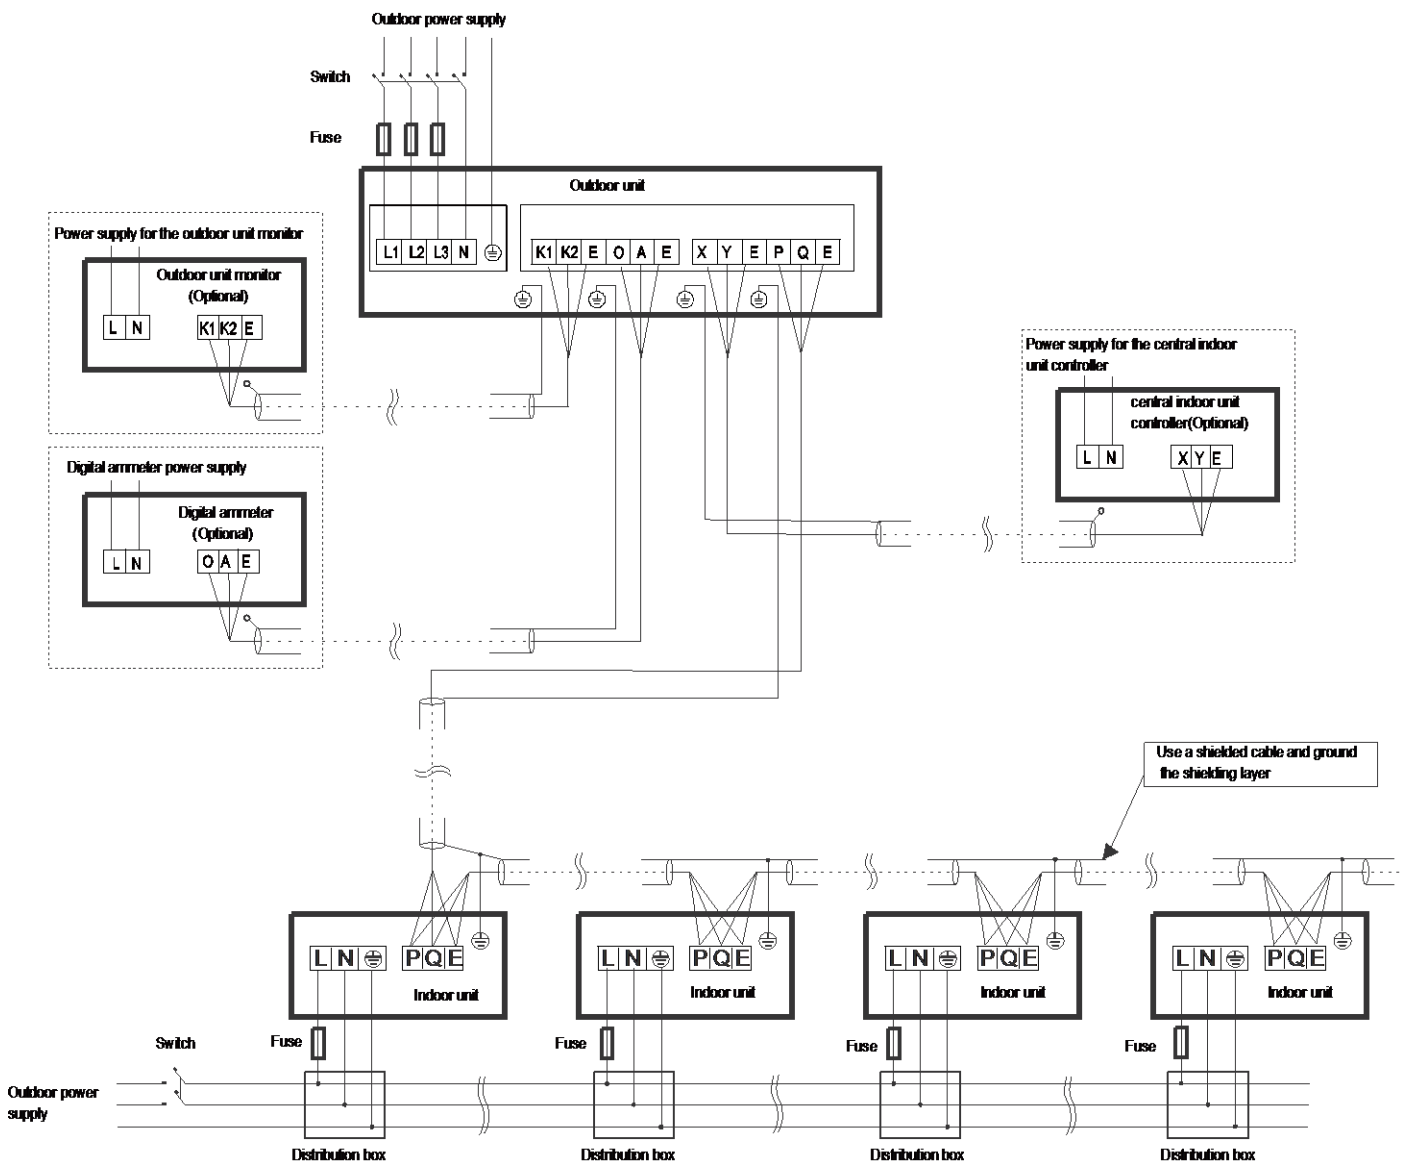 Outdoor power supply
Switch
Fuse
Outdoor unit
L1 L2 L3 N
K1 K2 E O A E X Y E P Q E
Power supply for the outdoor unit monitor
Outdoor unit monitor
(Optional)
L N K1 K2 E
Power supply for the central indoor
unit controller
central indoor unit
controller(Optional)
L N X Y E
Digital ammeter power supply
Digital ammeter
(Optional)
L N O A E
Use a shielded cable and ground
the shielding layer
L N P Q E
Indoor unit
L N P Q E
Indoor unit
L N P Q E
Indoor unit
L N P Q E
Indoor unit
Switch
Fuse
Fuse
Fuse
Fuse
Outdoor power
supply
Distribution box
Distribution box
Distribution box
Distribution box